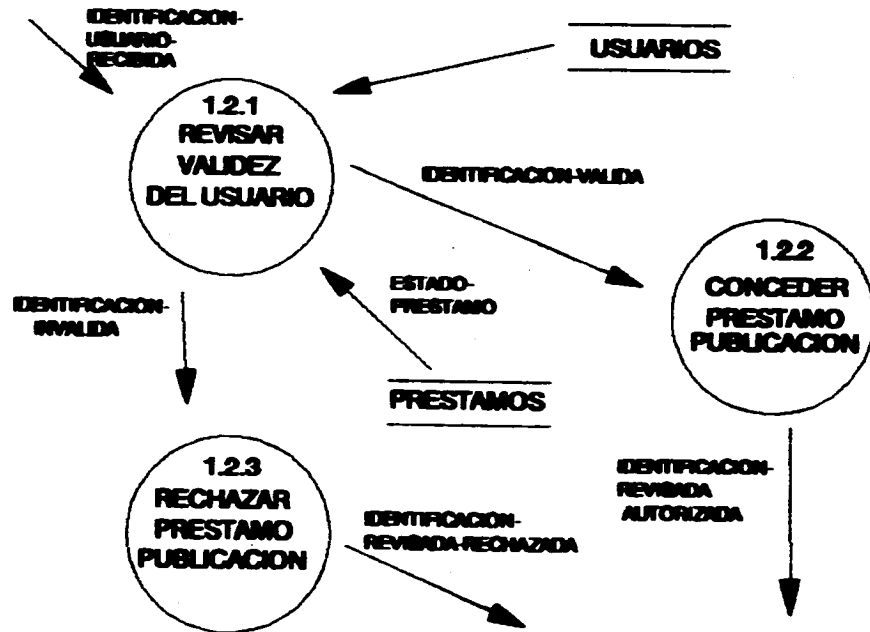 IDENTIFICACION-
USUARIO-
RECIBIDA
USUARIOS
1.2.1
REVISAR
VALIDEZ
DEL USUARIO
IDENTIFICACION-VALIDA
1.2.2
CONCEDER
PRESTAMO
PUBLICACION
ESTADO-
PRESTAMO
IDENTIFICACION-
INVALIDA
PRESTAMOS
1.2.3
RECHAZAR
PRESTAMO
PUBLICACION
IDENTIFICACION-
REVISADA-RECHAZADA
IDENTIFICACION-
REVISADA
AUTORIZADA